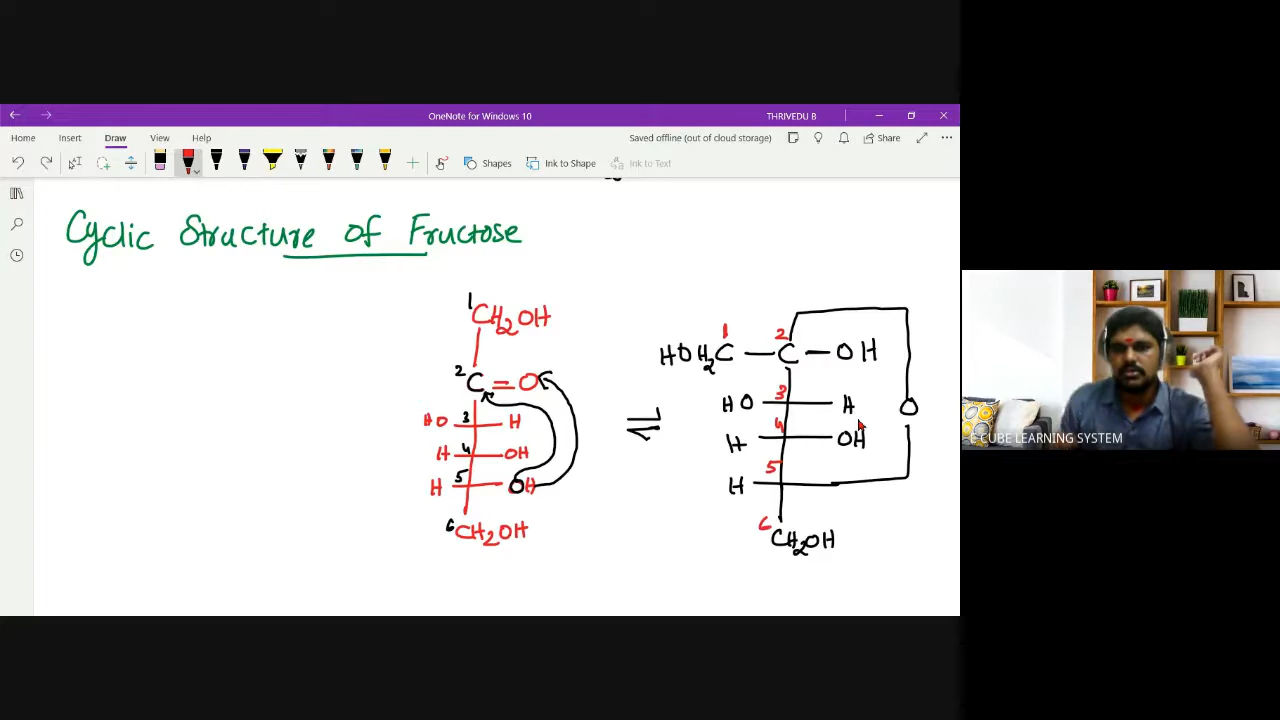 OneNote for Windows 10
THRIVEDU B
Home Insert Draw View Help
Saved offline (out of cloud storage)
Share
Shapes
Ink to Shape
Ink to Text
Cyclic Structure of Fructose
1 CH2OH
2 C=O
HO 3 H
H 4 OH
H 5 OH
6 CH2OH
⇌
1 2
HOH2C — C — OH
3
HO H O
4
H OH
5
H
6
CH2OH
E CUBE LEARNING SYSTEM